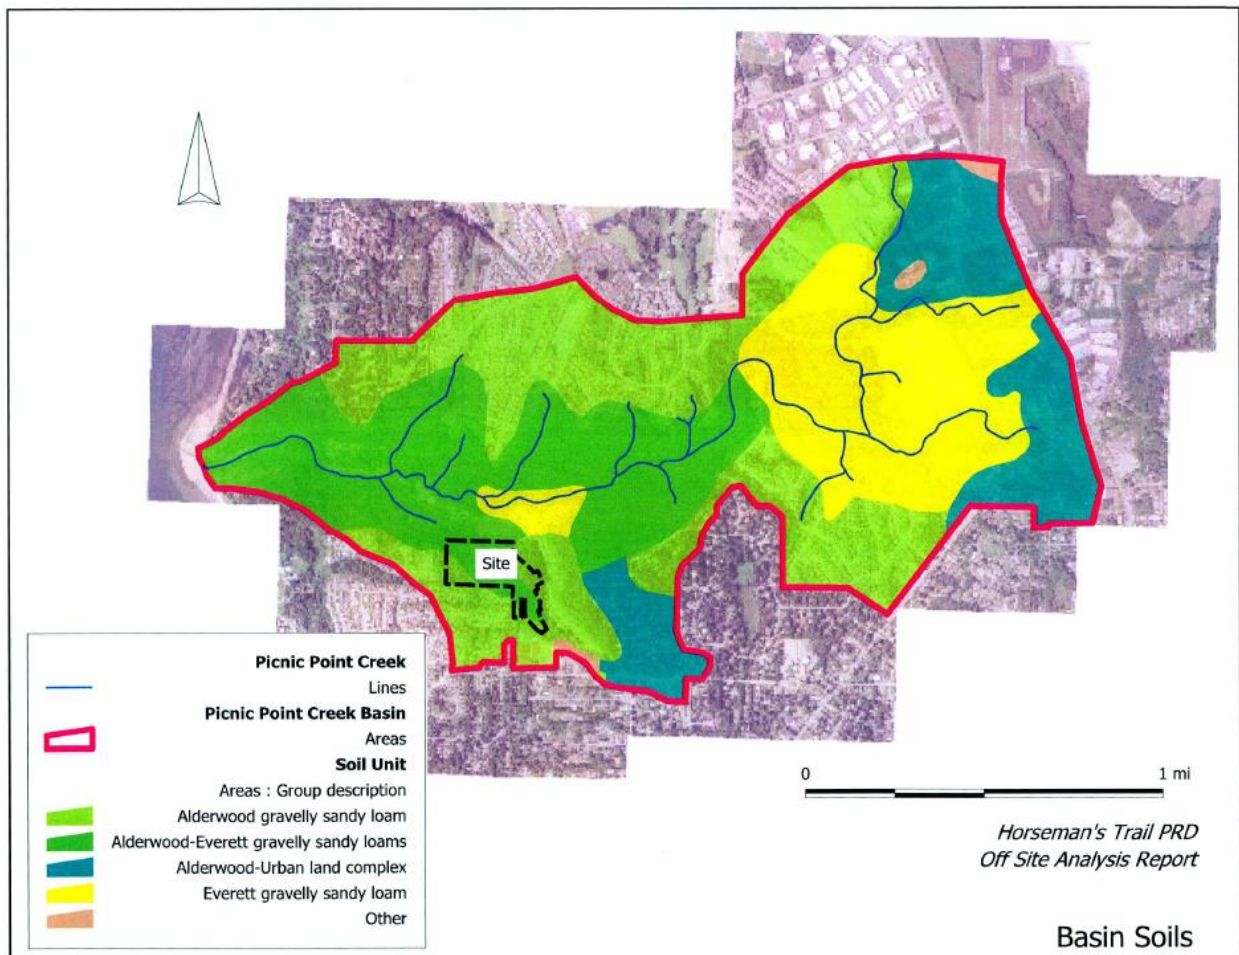 Site
Picnic Point Creek
Lines
Picnic Point Creek Basin
Areas
Soil Unit
Areas : Group description
Alderwood gravelly sandy loam
Alderwood-Everett gravelly sandy loams
Alderwood-Urban land complex
Everett gravelly sandy loam
Other
0 1 mi
Horseman's Trail PRD
Off Site Analysis Report
Basin Soils